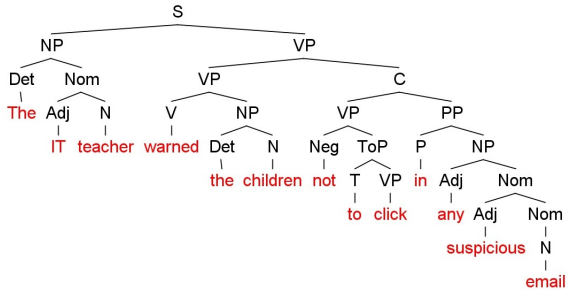 S
NP VP
Det Nom VP C
The Adj N V NP VP PP
IT teacher warned Det N Neg ToP P NP
the children not T VP in Adj Nom
to click any Adj Nom
suspicious N
email